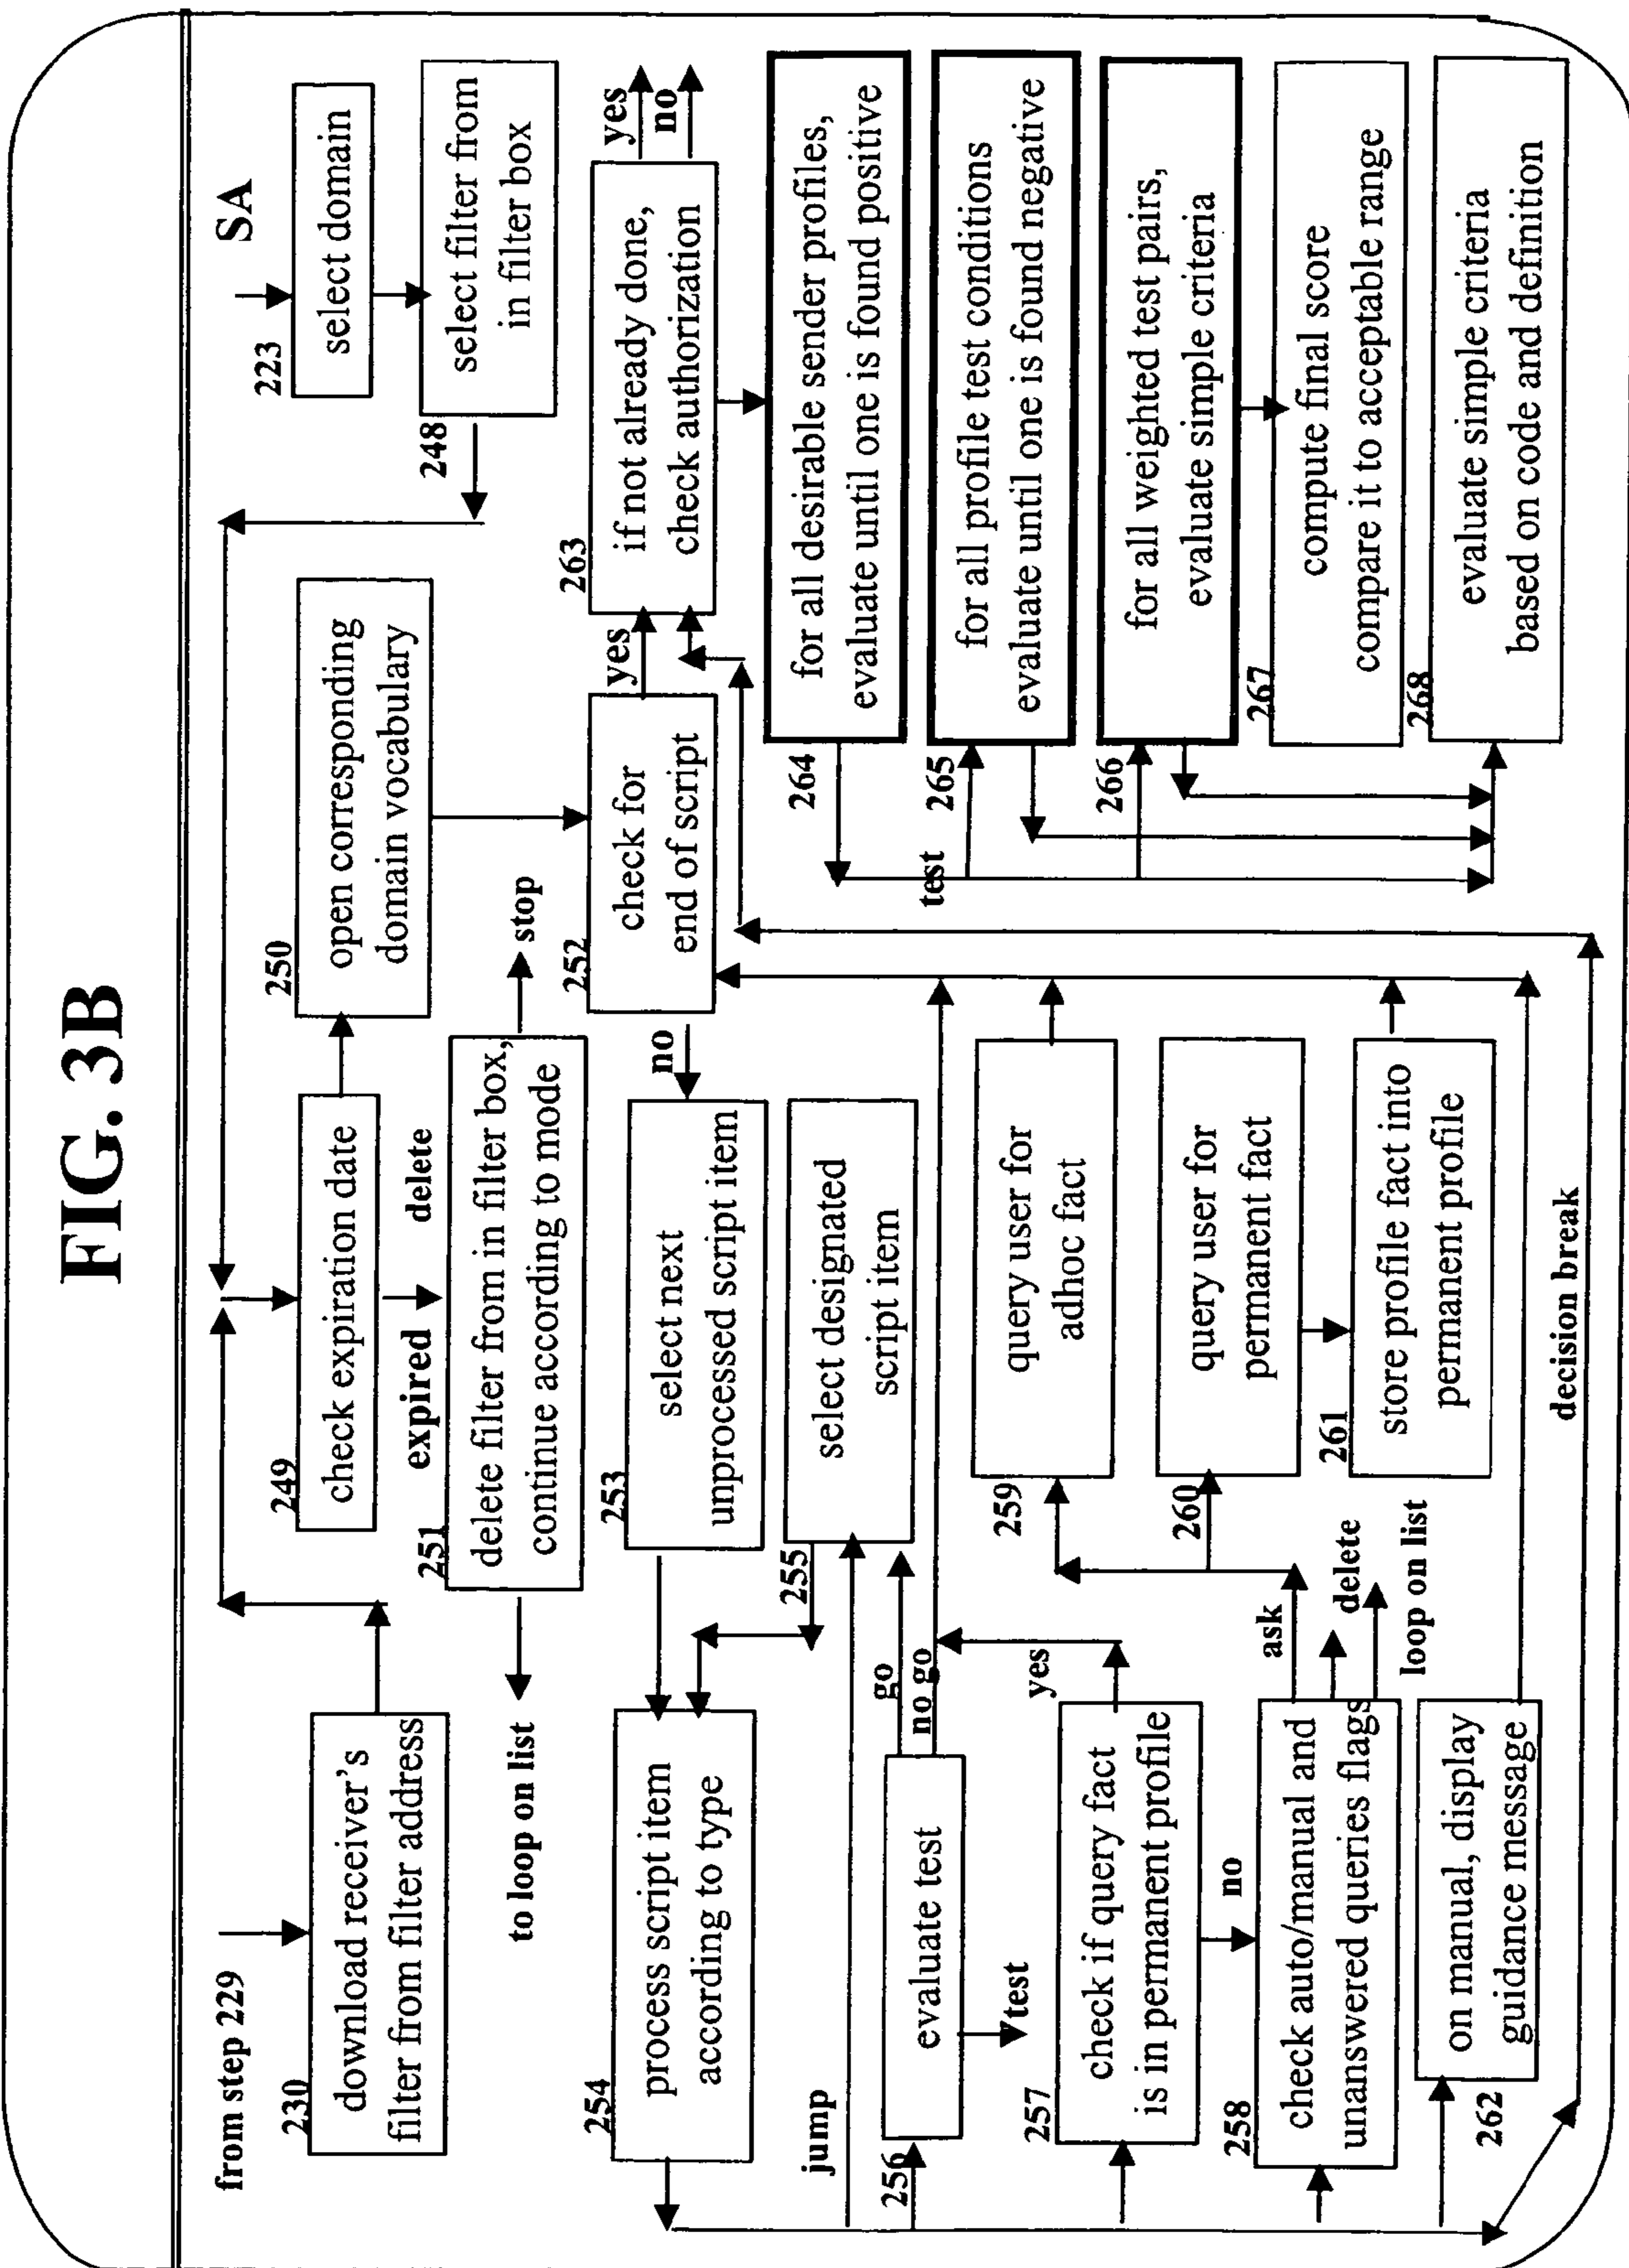 FIG. 3B
from step 229
SA
230
download receiver's
filter from filter address
249
check expiration date
250
open corresponding
domain vocabulary
223
select domain
248
select filter from
in filter box
expired
delete
251
delete filter from in filter box,
continue according to mode
to loop on list
stop
254
process script item
according to type
253
select next
unprocessed script item
no
252
check for
end of script
yes
263
if not already done,
check authorization
yes
no
jump
255
select designated
script item
264
for all desirable sender profiles,
evaluate until one is found positive
256
evaluate test
go
no go
test
test
265
for all profile test conditions
evaluate until one is found negative
257
check if query fact
is in permanent profile
yes
no
259
query user for
adhoc fact
266
for all weighted test pairs,
evaluate simple criteria
258
check auto/manual and
unanswered queries flags
ask
delete
loop on list
260
query user for
permanent fact
267
compute final score
compare it to acceptable range
261
store profile fact into
permanent profile
262
on manual, display
guidance message
268
evaluate simple criteria
based on code and definition
decision break